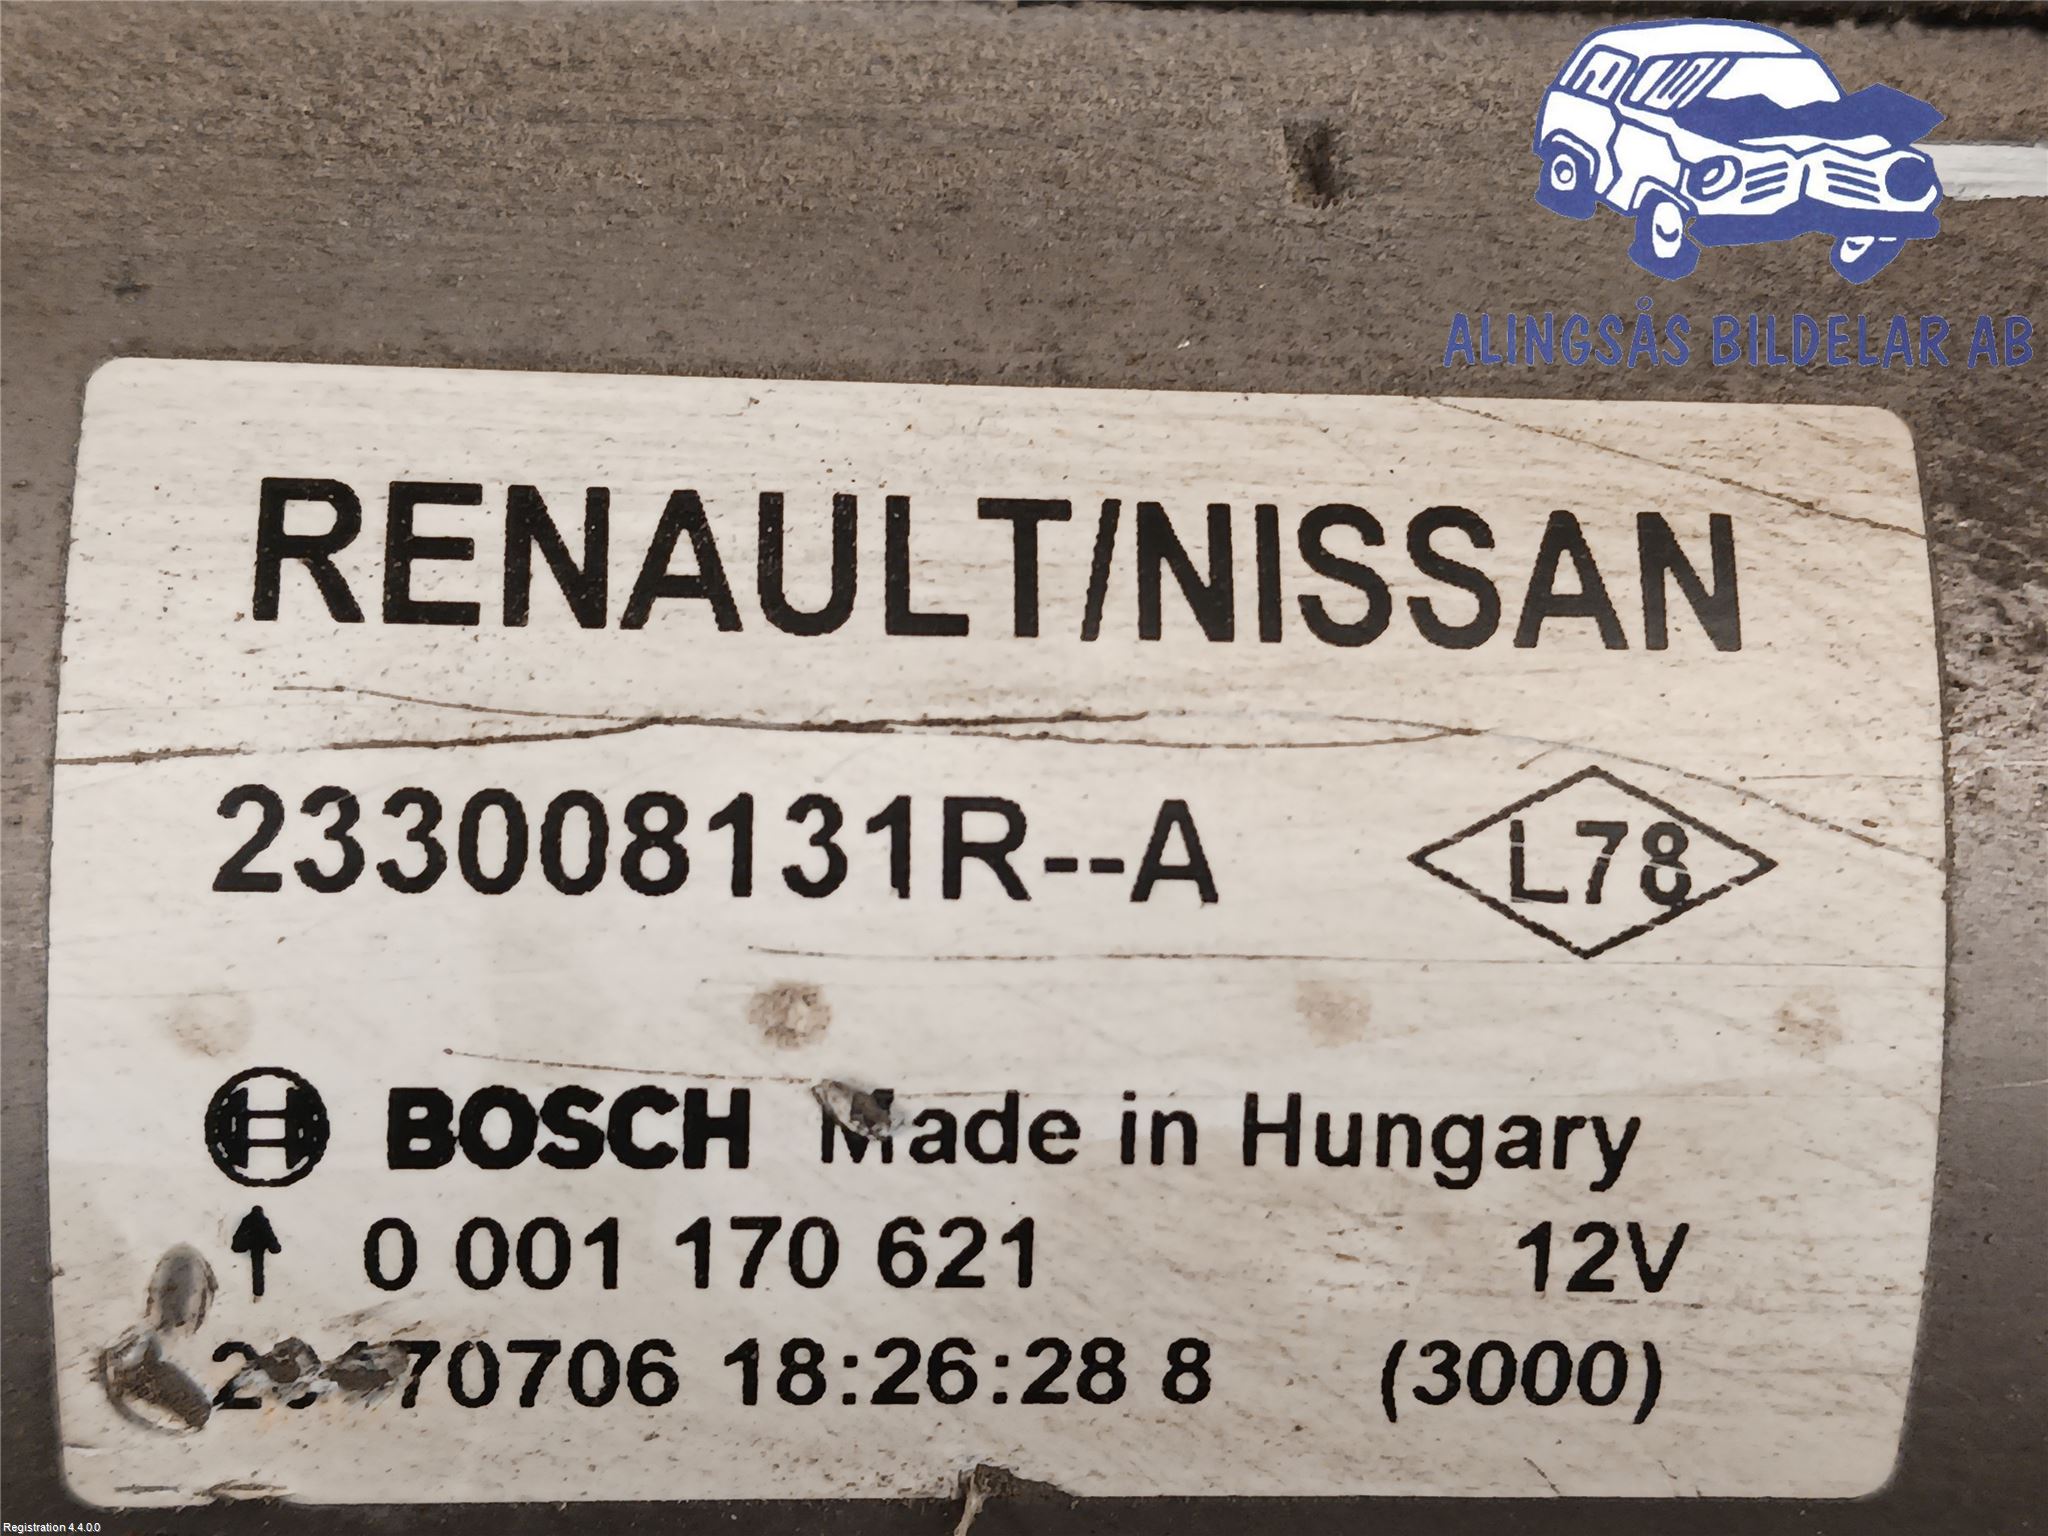 ALINGSÅS BILDELAR AB
RENAULT/NISSAN
233008131R--A
L78
BOSCH Made in Hungary
↑ 0 001 170 621 12V
18:26:28 8 (3000)
Registration 4.4.0.0